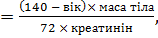 = (140 − вік) × маса тіла / 72 × креатинін,